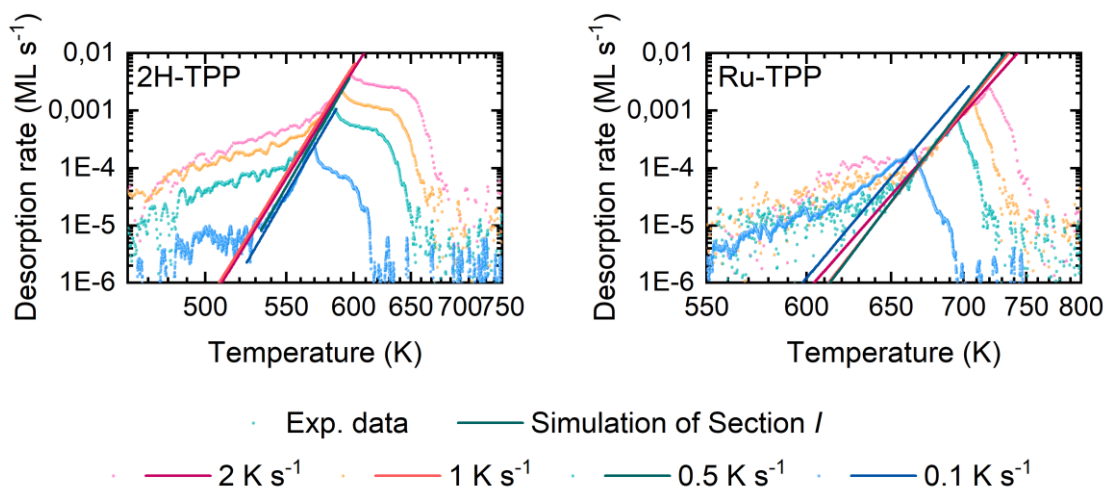 Desorption rate (ML s⁻¹)
0,01
0,001
1E-4
1E-5
1E-6
2H-TPP
500 550 600 650 700 750
Temperature (K)
Desorption rate (ML s⁻¹)
0,01
0,001
1E-4
1E-5
1E-6
Ru-TPP
550 600 650 700 750 800
Temperature (K)
Exp. data Simulation of Section I
2 K s⁻¹ 1 K s⁻¹ 0.5 K s⁻¹ 0.1 K s⁻¹